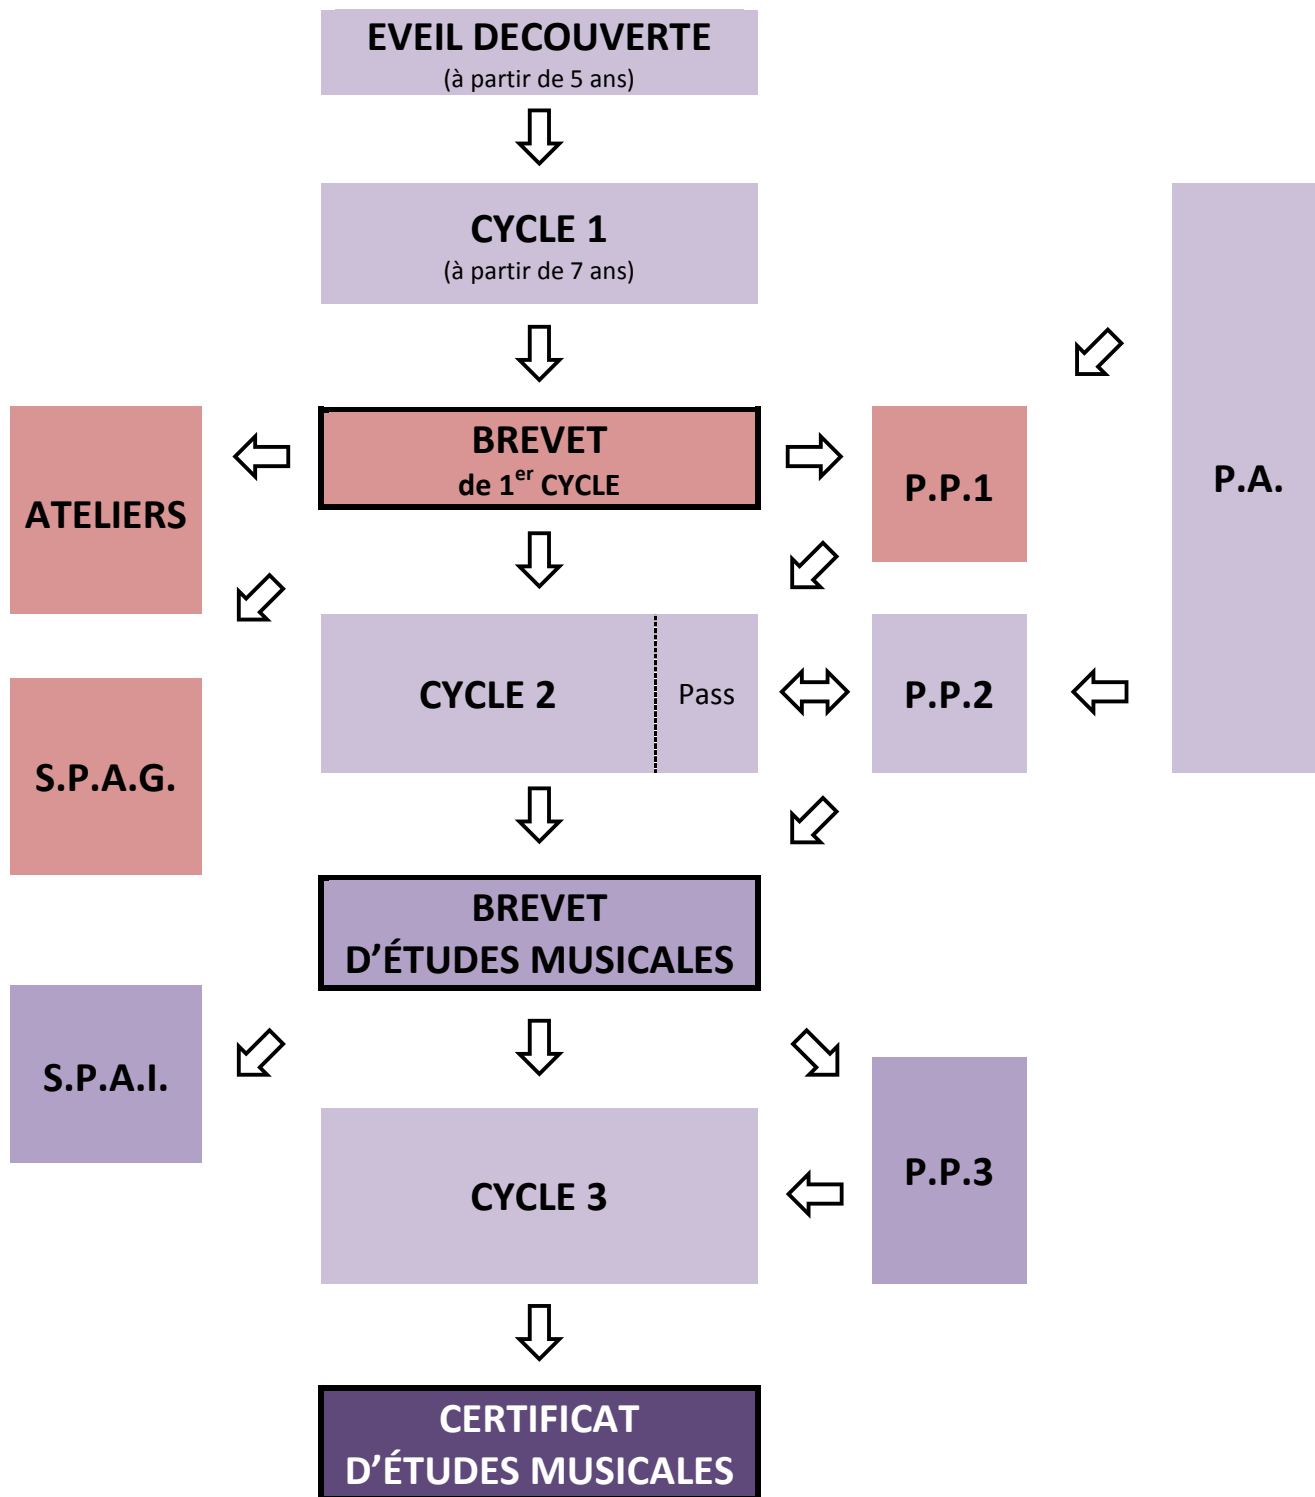 EVEIL DECOUVERTE
(à partir de 5 ans)
CYCLE 1
(à partir de 7 ans)
BREVET
de 1er CYCLE
ATELIERS
P.P.1
P.A.
CYCLE 2
Pass
P.P.2
S.P.A.G.
BREVET
D’ÉTUDES MUSICALES
S.P.A.I.
P.P.3
CYCLE 3
CERTIFICAT
D’ÉTUDES MUSICALES